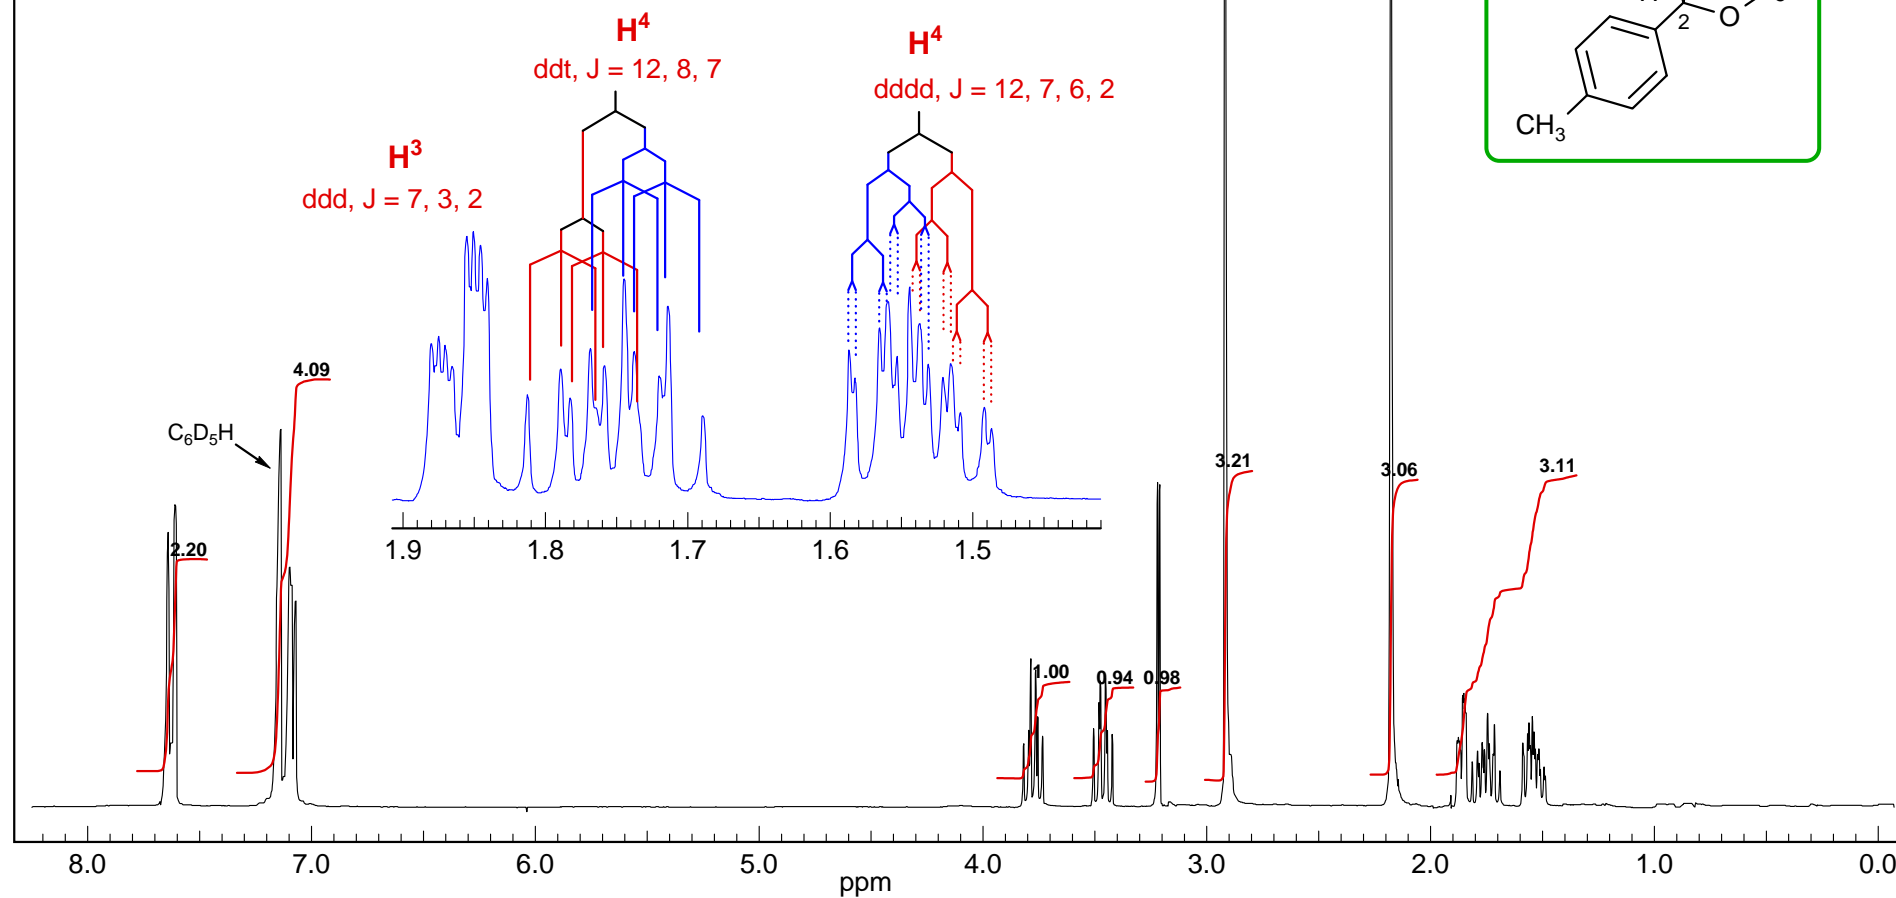 H⁴
ddt, J = 12, 8, 7
H⁴
dddd, J = 12, 7, 6, 2
2
O
CH₃
H³
ddd, J = 7, 3, 2
4.09
C₆D₅H
2.20
1.9 1.8 1.7 1.6 1.5
3.21
3.06
3.11
1.00
0.94
0.98
8.0 7.0 6.0 5.0 4.0 3.0 2.0 1.0 0.0
ppm